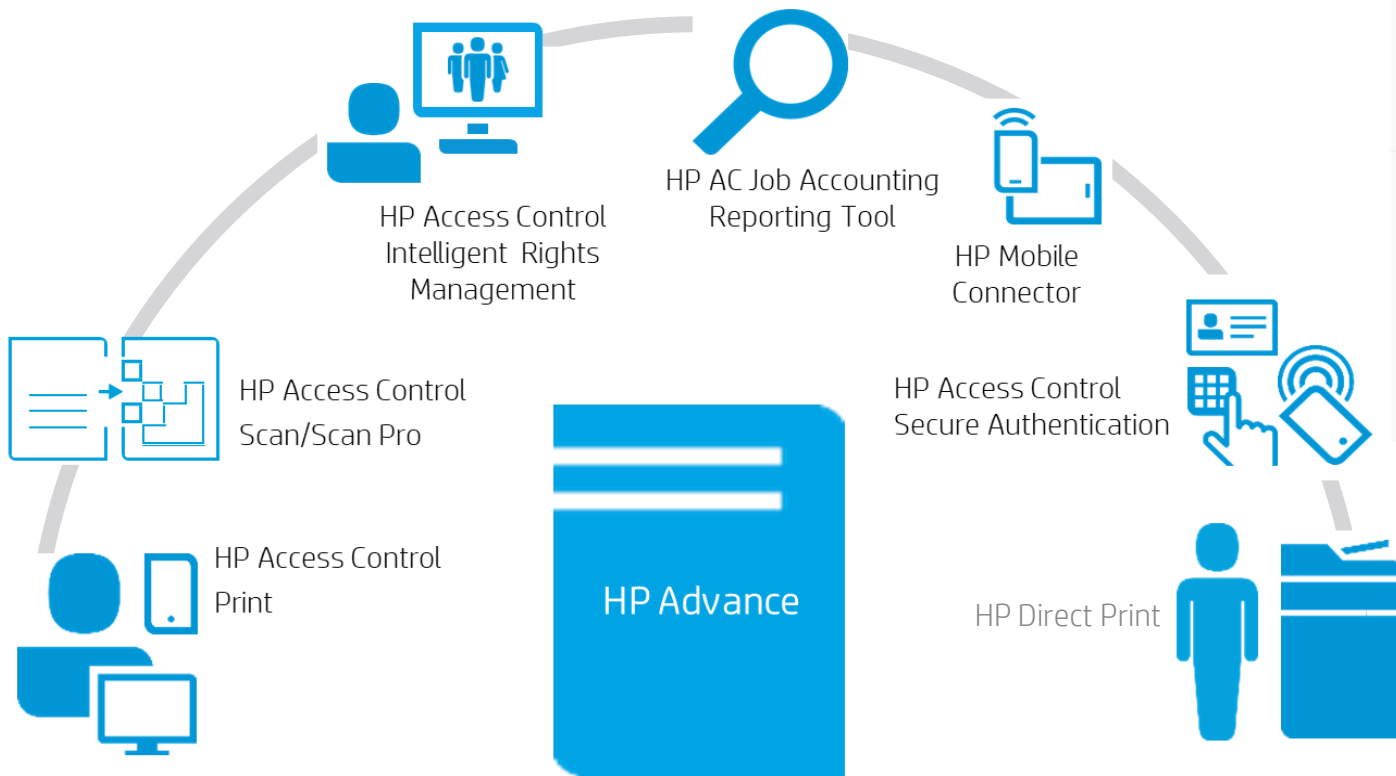 HP Access Control
Intelligent Rights
Management
HP AC Job Accounting
Reporting Tool
HP Mobile
Connector
HP Access Control
Scan/Scan Pro
HP Access Control
Secure Authentication
HP Access Control
Print
HP Advance
HP Direct Print